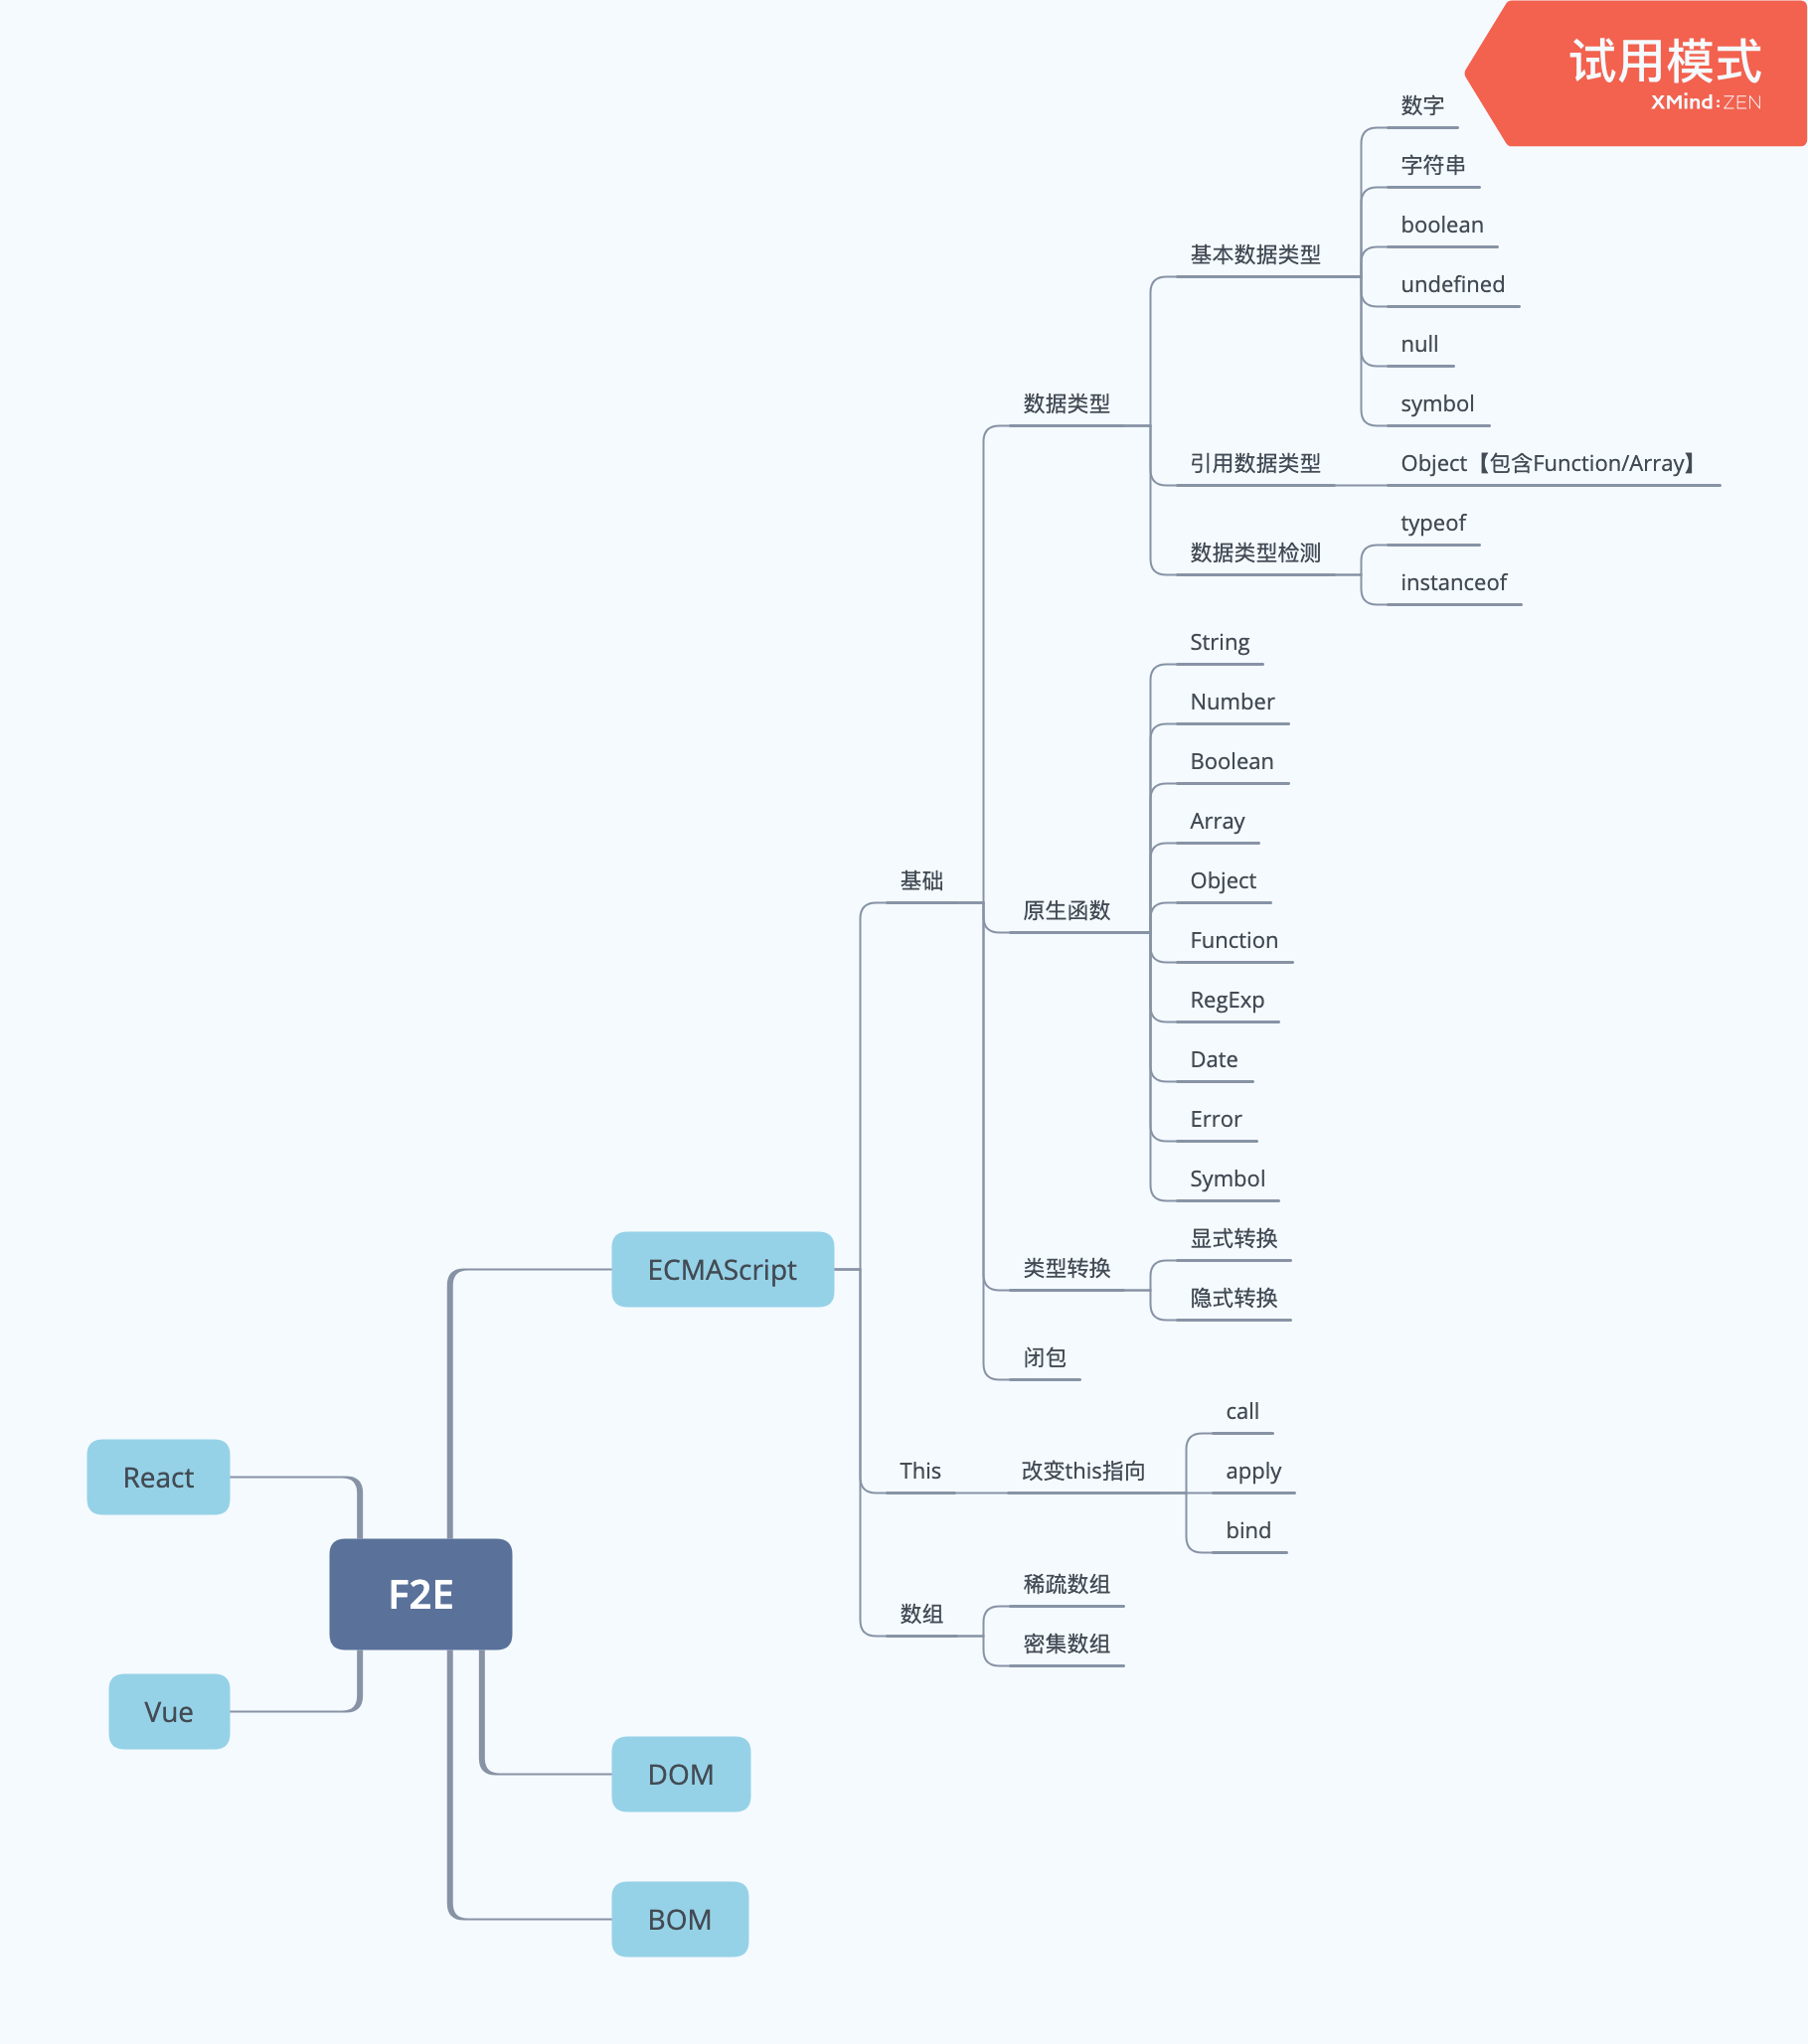 试用模式
XMind:ZEN
数字
字符串
boolean
基本数据类型
undefined
null
数据类型
symbol
引用数据类型
Object【包含Function/Array】
typeof
数据类型检测
instanceof
String
Number
Boolean
Array
基础
Object
原生函数
Function
RegExp
Date
Error
Symbol
显式转换
ECMAScript
类型转换
隐式转换
闭包
call
React
This
改变this指向
apply
bind
F2E
稀疏数组
数组
密集数组
Vue
DOM
BOM